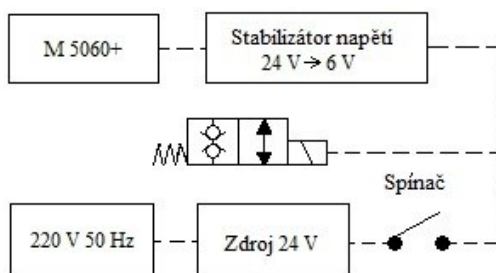 M 5060+
Stabilizátor napětí
24 V → 6 V
Spínač
220 V 50 Hz
Zdroj 24 V